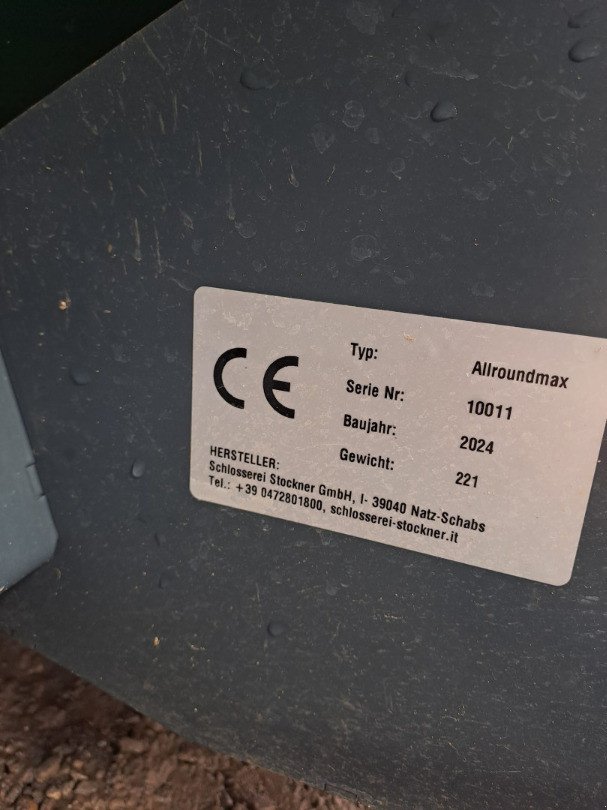 CE
Typ: Allroundmax
Serie Nr: 10011
Baujahr: 2024
Gewicht: 221
HERSTELLER:
Schlosserei Stockner GmbH, I- 39040 Natz-Schabs
Tel.: +39 0472801800, schlosserei-stockner.it